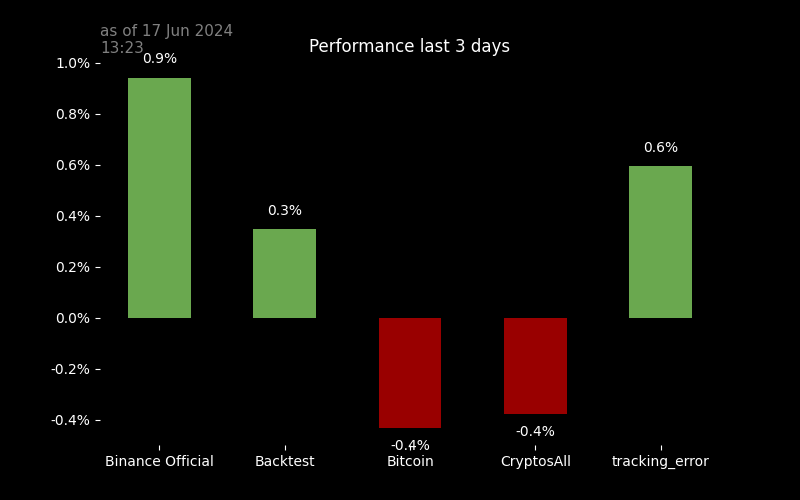 as of 17 Jun 2024
13:23
Performance last 3 days
1.0%
0.8%
0.6%
0.4%
0.2%
0.0%
-0.2%
-0.4%
0.9%
0.3%
-0.4%
-0.4%
0.6%
Binance Official
Backtest
Bitcoin
CryptosAll
tracking_error